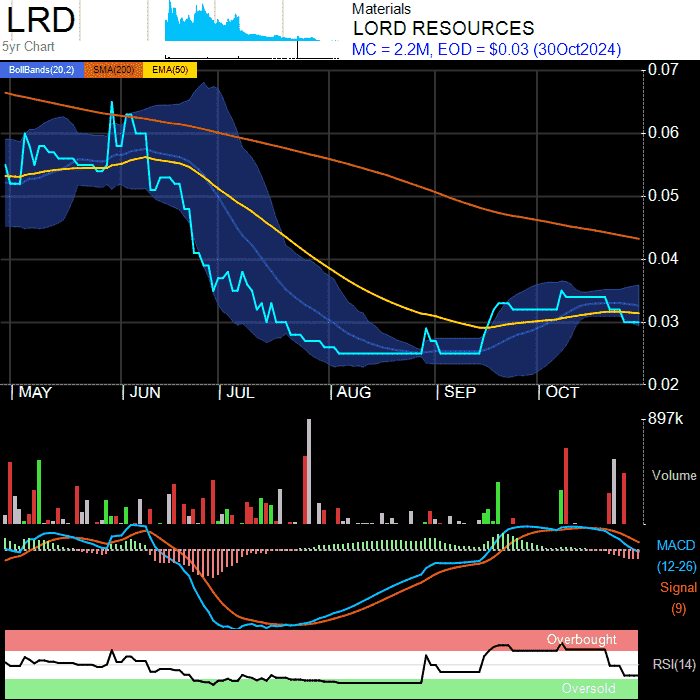 LRD
5yr Chart
Materials
LORD RESOURCES
MC = 2.2M, EOD = $0.03 (30Oct2024)
BollBands(20,2) SMA(200) EMA(50)
0.07
0.06
0.05
0.04
0.03
0.02
MAY JUN JUL AUG SEP OCT
897k
Volume
MACD
(12-26)
Signal
(9)
Overbought
RSI(14)
Oversold